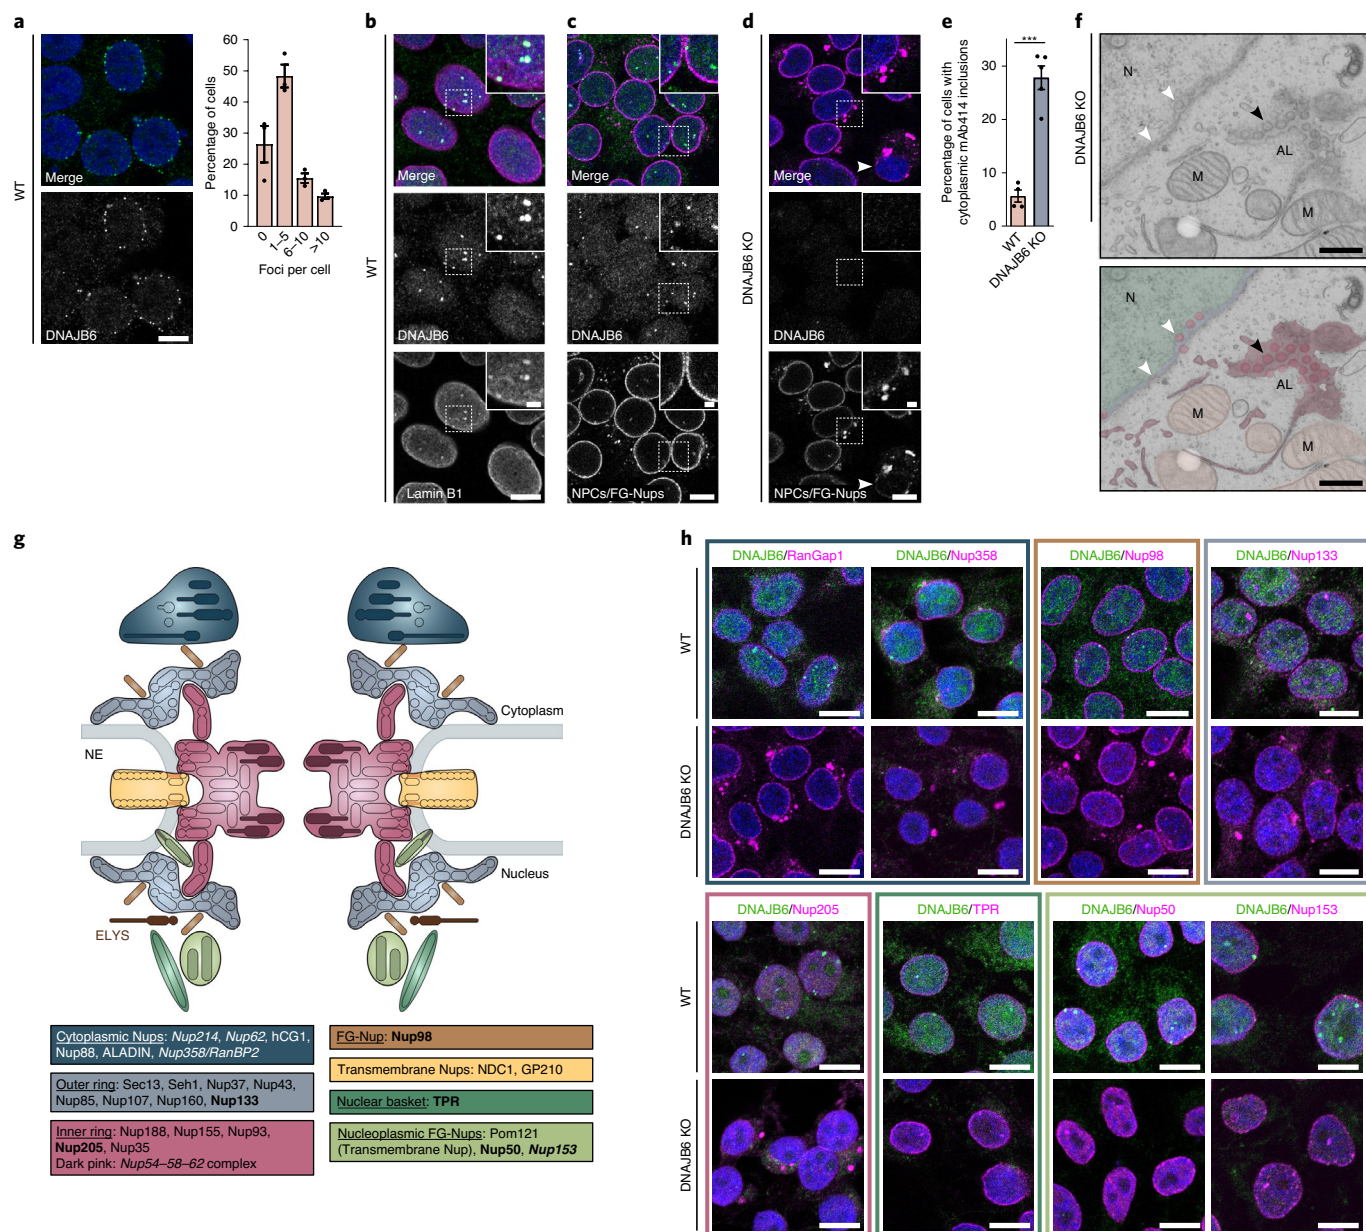 a
WT
Merge
DNAJB6
Percentage of cells
60
50
40
30
20
10
0
0
1–5
6–10
>10
Foci per cell
b
WT
Merge
DNAJB6
Lamin B1
c
Merge
DNAJB6
NPCs/FG-Nups
d
DNAJB6 KO
Merge
DNAJB6
NPCs/FG-Nups
e
Percentage of cells with
cytoplasmic mAb414 inclusions
***
30
20
10
0
WT
DNAJB6 KO
f
DNAJB6 KO
N
AL
M
M
N
AL
M
M
g
Cytoplasm
NE
Nucleus
ELYS
Cytoplasmic Nups: Nup214, Nup62, hCG1,
Nup88, ALADIN, Nup358/RanBP2
Outer ring: Sec13, Seh1, Nup37, Nup43,
Nup85, Nup107, Nup160, Nup133
Inner ring: Nup188, Nup155, Nup93,
Nup205, Nup35
Dark pink: Nup54–58–62 complex
FG-Nup: Nup98
Transmembrane Nups: NDC1, GP210
Nuclear basket: TPR
Nucleoplasmic FG-Nups: Pom121
(Transmembrane Nup), Nup50, Nup153
h
DNAJB6/RanGap1
DNAJB6/Nup358
DNAJB6/Nup98
DNAJB6/Nup133
WT
DNAJB6 KO
DNAJB6/Nup205
DNAJB6/TPR
DNAJB6/Nup50
DNAJB6/Nup153
WT
DNAJB6 KO